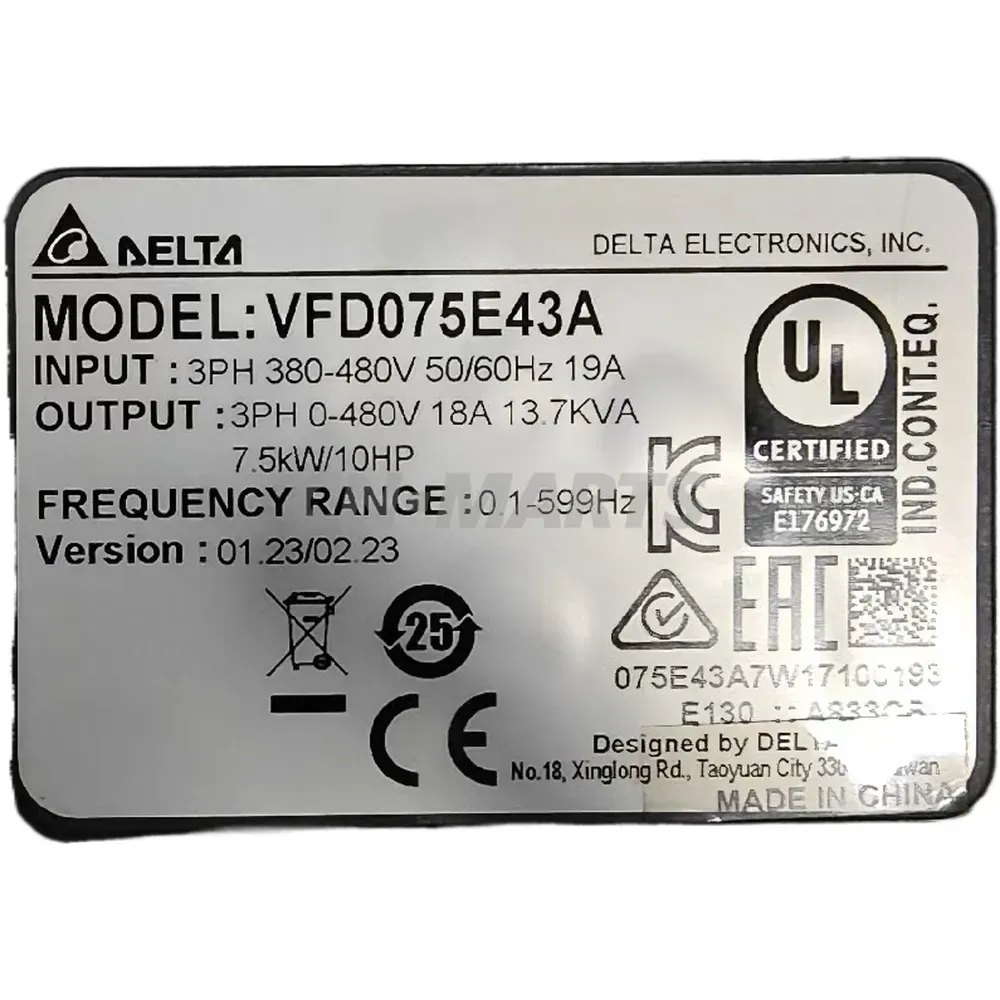 DELTA
DELTA ELECTRONICS, INC.
MODEL: VFD075E43A
INPUT : 3PH 380-480V 50/60Hz 19A
OUTPUT : 3PH 0-480V 18A 13.7KVA
7.5kW/10HP
FREQUENCY RANGE : 0.1-599Hz
Version : 01.23/02.23
UL
CERTIFIED
SAFETY US·CA
E176972
IND.CONT.EQ.
25
EAC
CE
075E43A7W17100193
E130
Designed by
No.18, Xinglong Rd., Taoyuan City
MADE IN CHINA